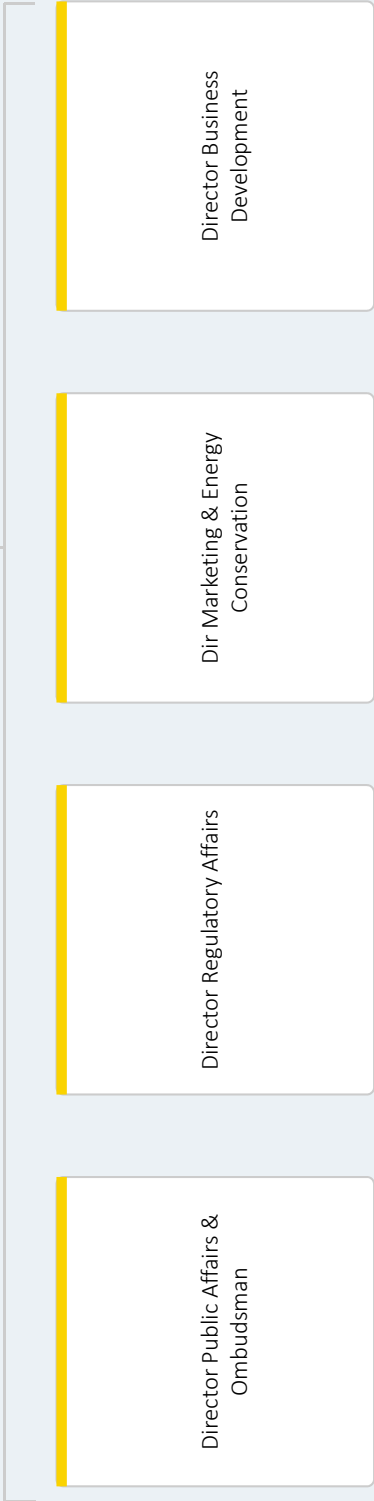 Director Public Affairs &
Ombudsman
Director Regulatory Affairs
Dir Marketing & Energy
Conservation
Director Business
Development